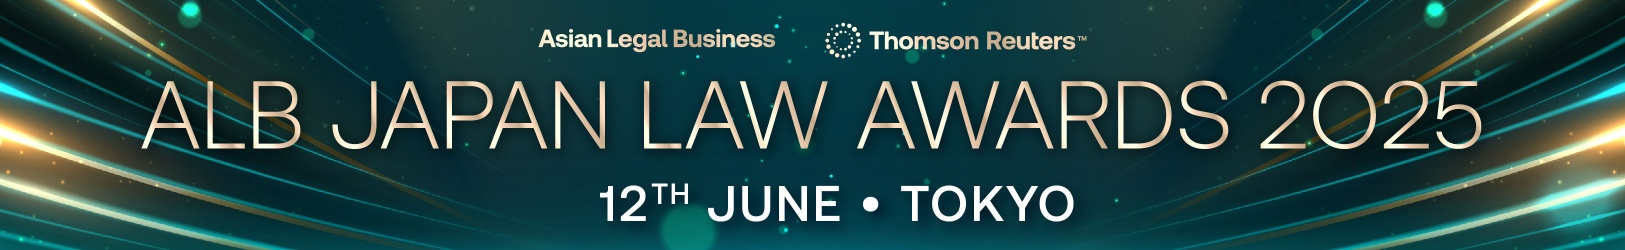 Asian Legal Business Thomson Reuters™
ALB JAPAN LAW AWARDS 2025
12TH JUNE • TOKYO